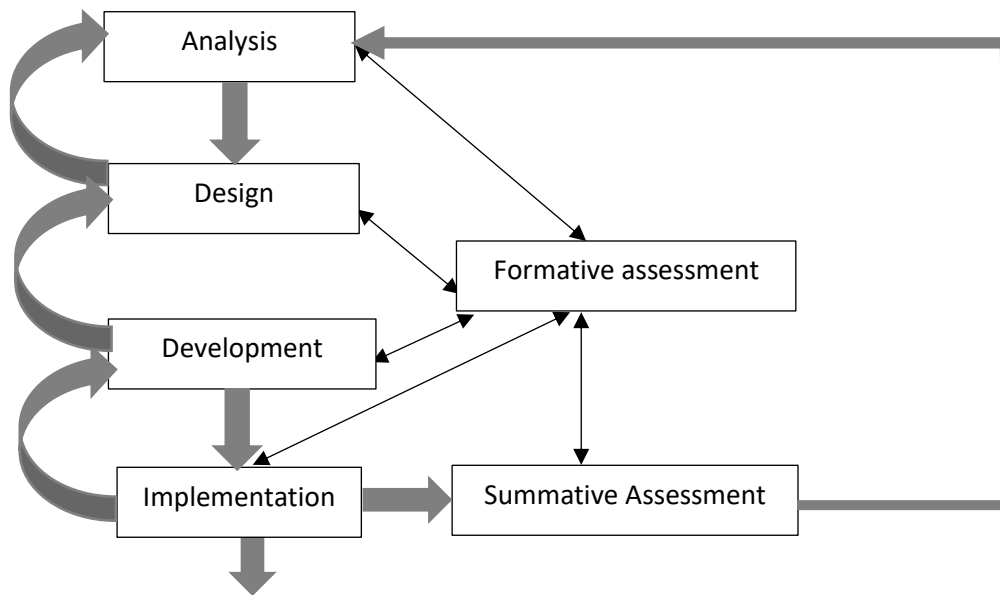 Analysis
Design
Formative assessment
Development
Implementation
Summative Assessment